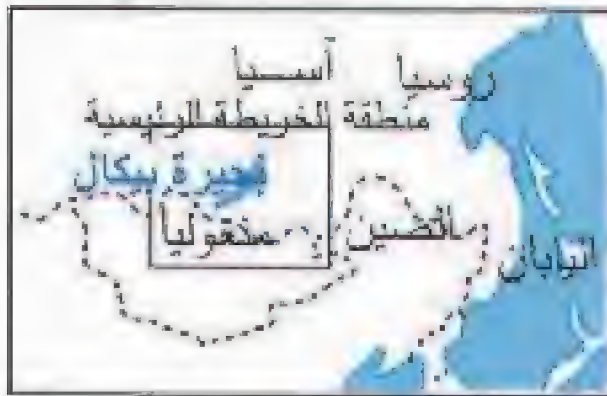 روسيا
آسيا
منطقة الخريطة الرئيسية
بحيرة بيكال
الصين
منغوليا
اليابان